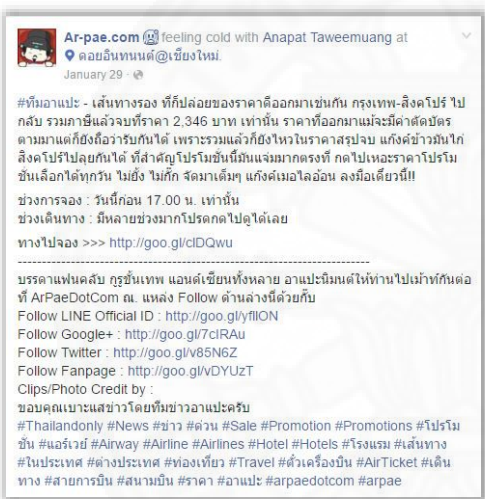 Ar-pae.com feeling cold with Anapat Taweemuang at
ดอยอินทนนต์@เชียงใหม่.
January 29
#ทีมอาแปะ - เส้นทางรอง ที่ก็ปล่อยของราคาดีออกมาเช่นกัน กรุงเทพ-สิงคโปร์ ไป
กลับ รวมภาษีแล้วจบที่ราคา 2,346 บาท เท่านั้น ราคาที่ออกมาแม้จะมีค่าตัดบัตร
ตามมาแต่ก็ยังถือว่ารับกันได้ เพราะรวมแล้วก็ยังไหวในราคาสรุปจบ แก๊งค์ข้าวมันไก่
สิงคโปร์ไปลุยกันได้ ที่สำคัญโปรโมชั่นนี้มันแจ่มมากตรงที่ กดไปเหอะราคาโปรโม
ชั่นเลือกได้ทุกวัน ไม่ยั้ง ไม่กั๊ก จัดมาเต็มๆ แก๊งค์เมอไลอ้อน ลงมือเดี๋ยวนี้!!
ช่วงการจอง : วันนี้ก่อน 17.00 น. เท่านั้น
ช่วงเดินทาง : มีหลายช่วงมากโปรดกดไปดูได้เลย
ทางไปจอง >>> http://goo.gl/clDQwu
----------------------------------------------------------------------
บรรดาแฟนคลับ กูรูขั้นเทพ แอนด์เซียนทั้งหลาย อาแปะนิมนต์ให้ท่านไปเม้าท์กันต่อ
ที่ ArPaeDotCom ณ. แหล่ง Follow ด้านล่างนี้ด้วยกั๊บ
Follow LINE Official ID : http://goo.gl/yfIlON
Follow Google+ : http://goo.gl/7clRAu
Follow Twitter : http://goo.gl/v85N6Z
Follow Fanpage : http://goo.gl/vDYUzT
Clips/Photo Credit by :
ขอบคุณเบาะแสข่าวโดยทีมข่าวอาแปะครับ
#Thailandonly #News #ข่าว #ด่วน #Sale #Promotion #Promotions #โปรโม
ชั่น #แอร์เวย์ #Airway #Airline #Airlines #Hotel #Hotels #โรงแรม #เส้นทาง
#ในประเทศ #ต่างประเทศ #ท่องเที่ยว #Travel #ตั๋วเครื่องบิน #AirTicket #เดิน
ทาง #สายการบิน #สนามบิน #ราคา #อาแปะ #arpaedotcom #arpae